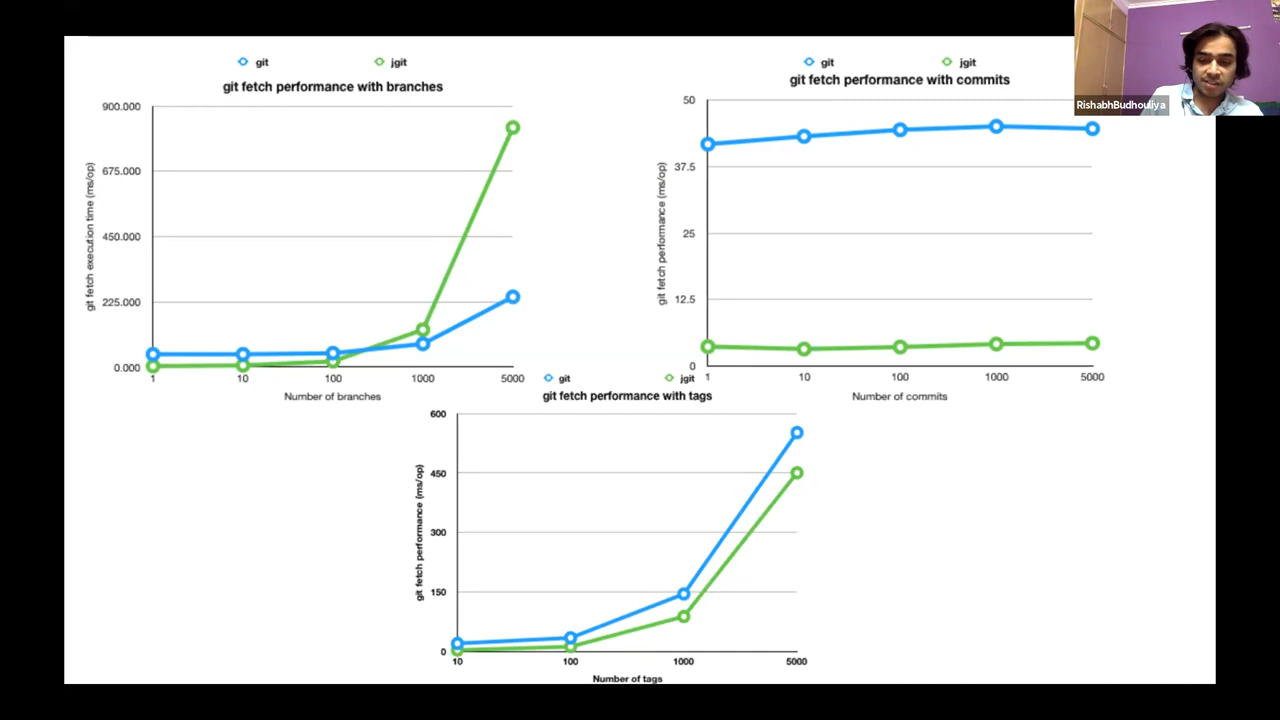 git jgit
git fetch performance with branches
900.000
675.000
450.000
225.000
0.000
git fetch execution time (ms/op)
1 10 100 1000 5000
Number of branches
git jgit
git fetch performance with commits
50
37.5
25
12.5
0
git fetch performance (ms/op)
1 10 100 1000 5000
Number of commits
RishabhBudhouliya
git jgit
git fetch performance with tags
600
450
300
150
0
git fetch performance (ms/op)
10 100 1000 5000
Number of tags